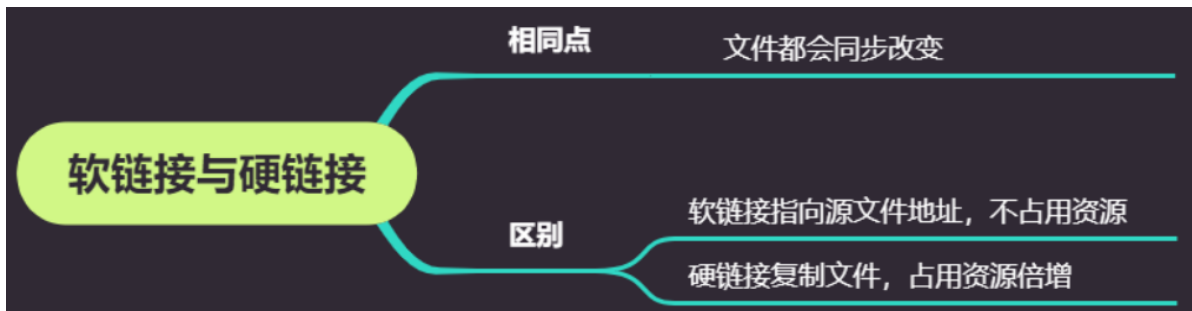 软链接与硬链接
相同点
文件都会同步改变
区别
软链接指向源文件地址，不占用资源
硬链接复制文件，占用资源倍增